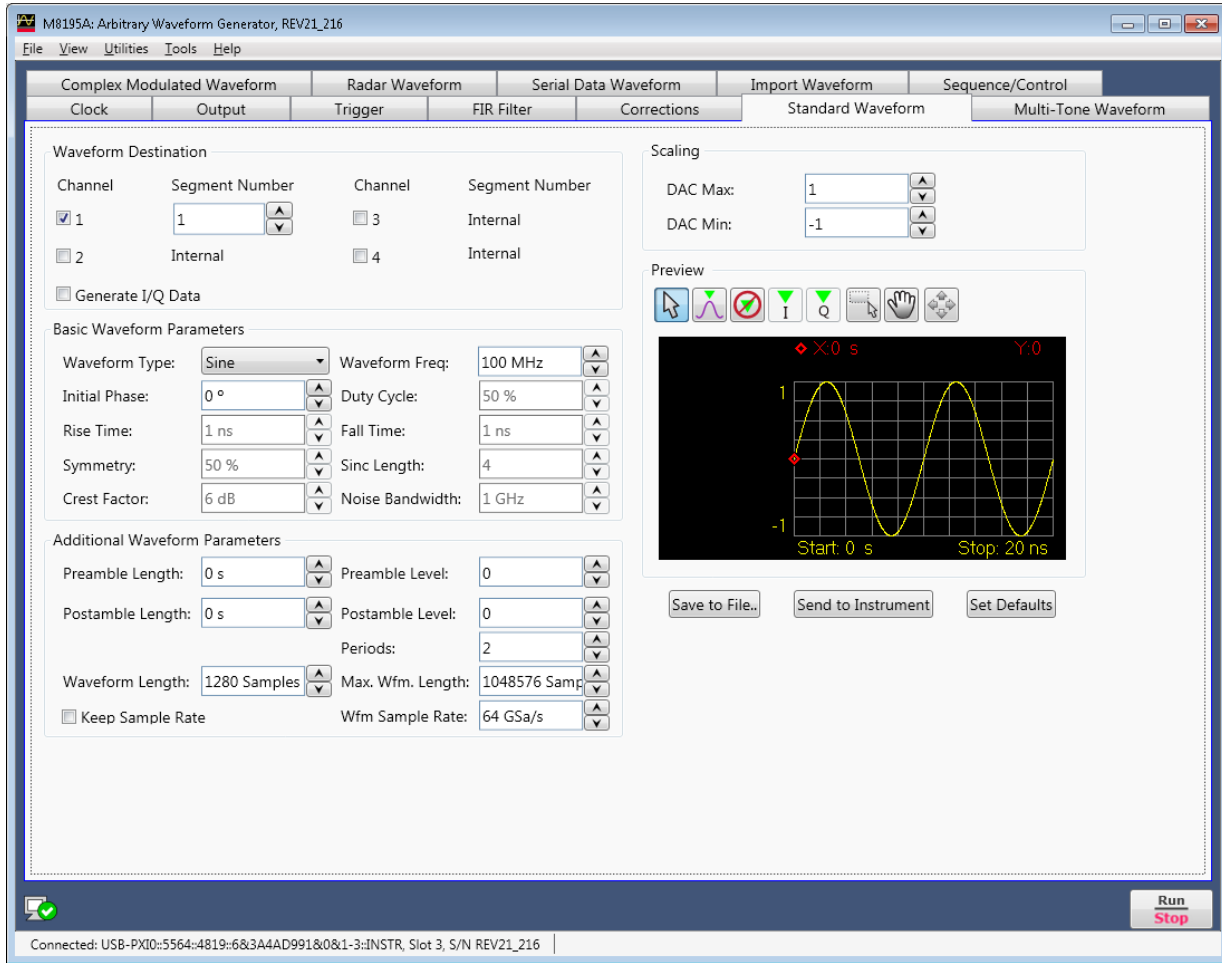 M8195A: Arbitrary Waveform Generator, REV21_216
File View Utilities Tools Help
Complex Modulated Waveform Radar Waveform Serial Data Waveform Import Waveform Sequence/Control
Clock Output Trigger FIR Filter Corrections Standard Waveform Multi-Tone Waveform
Waveform Destination
Channel Segment Number Channel Segment Number
1 1 3 Internal
2 Internal 4 Internal
Generate I/Q Data
Basic Waveform Parameters
Waveform Type: Sine Waveform Freq: 100 MHz
Initial Phase: 0 º Duty Cycle: 50 %
Rise Time: 1 ns Fall Time: 1 ns
Symmetry: 50 % Sinc Length: 4
Crest Factor: 6 dB Noise Bandwidth: 1 GHz
Additional Waveform Parameters
Preamble Length: 0 s Preamble Level: 0
Postamble Length: 0 s Postamble Level: 0
Periods: 2
Waveform Length: 1280 Samples Max. Wfm. Length: 1048576 Samp
Keep Sample Rate Wfm Sample Rate: 64 GSa/s
Scaling
DAC Max: 1
DAC Min: -1
Preview
I Q
X:0 s Y:0
1
-1
Start: 0 s Stop: 20 ns
Save to File.. Send to Instrument Set Defaults
Run
Stop
Connected: USB-PXI0::5564::4819::6&3A4AD991&0&1-3::INSTR, Slot 3, S/N REV21_216